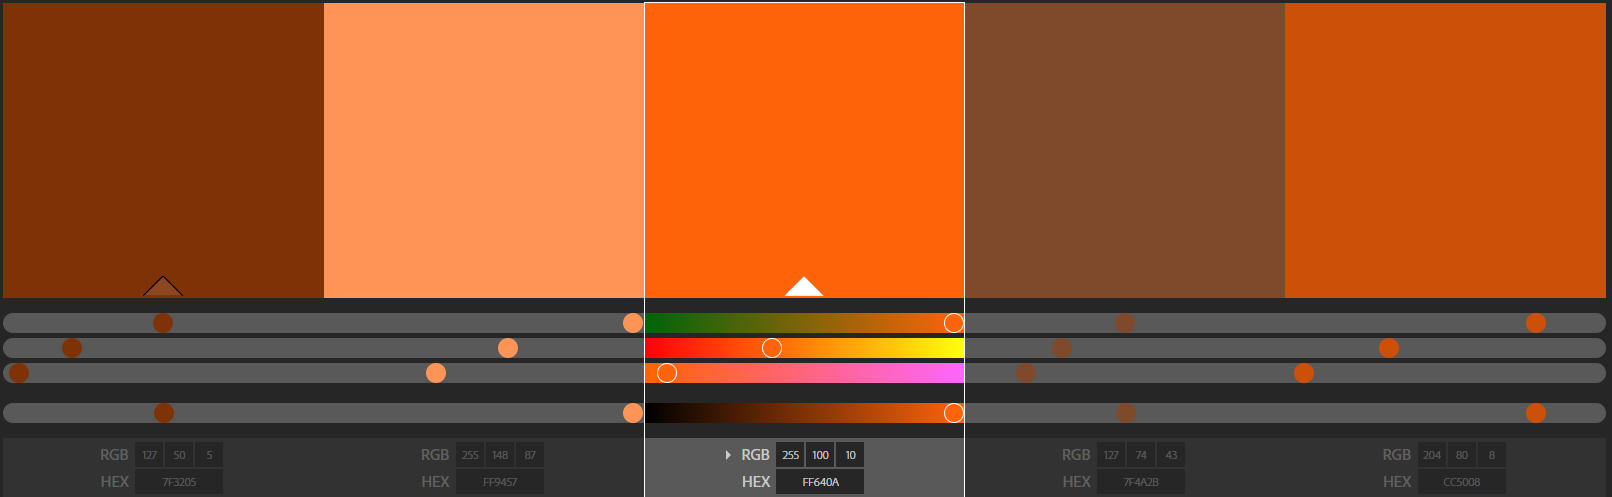 RGB 127 50 5
HEX 7F3205
RGB 255 148 87
HEX FF9457
RGB 255 100 10
HEX FF640A
RGB 127 74 43
HEX 7F4A2B
RGB 204 80 8
HEX CC5008